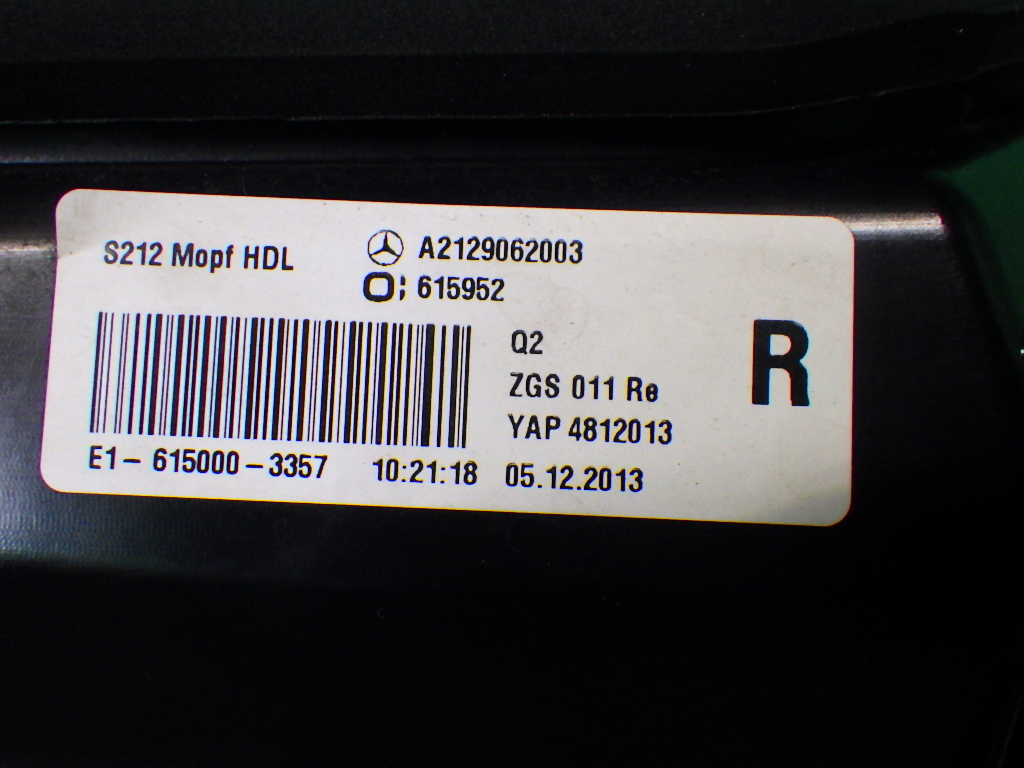 S212 Mopf HDL
A2129062003
615952
Q2
ZGS 011 Re
YAP 4812013
R
E1-615000-3357 10:21:18 05.12.2013